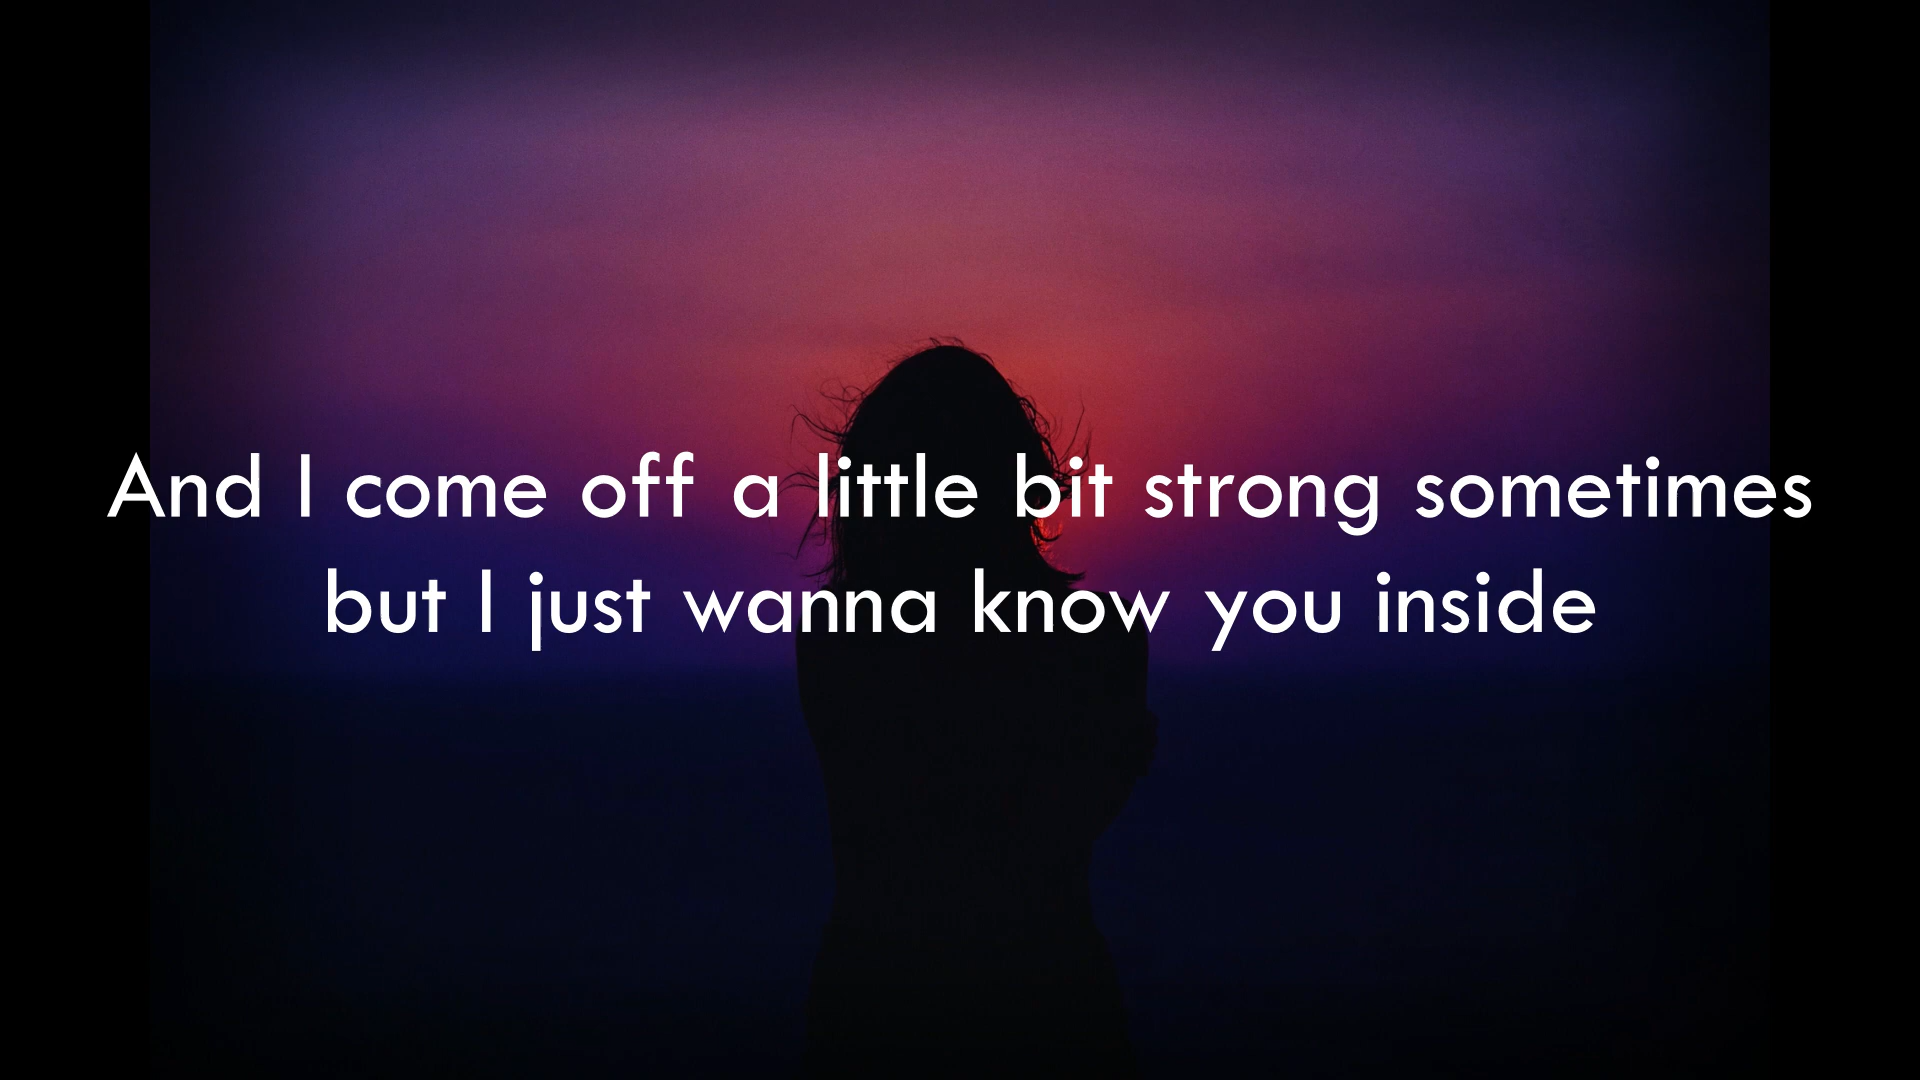 And I come off a little bit strong sometimes
but I just wanna know you inside